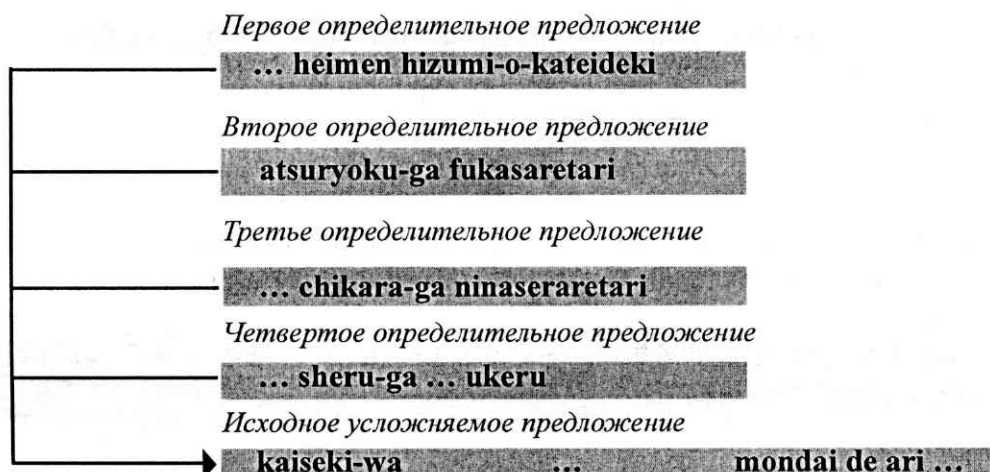 Первое определительное предложение
... heimen hizumi-o-kateideki
Второе определительное предложение
atsuryoku-ga fukasaretari
Третье определительное предложение
... chikara-ga ninaseraretari
Четвертое определительное предложение
... sheru-ga ... ukeru
Исходное усложняемое предложение
kaiseki-wa ... mondai de ari ...